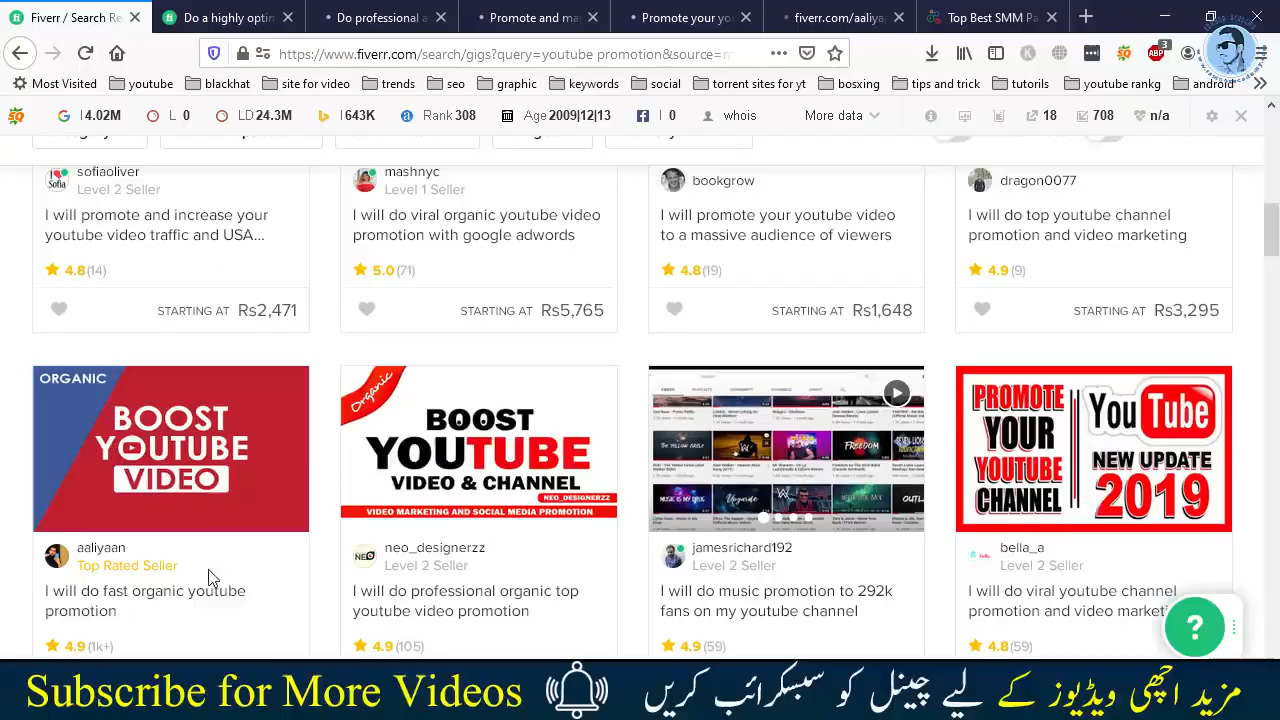 Fiverr / Search Re
Do a highly optin
Do professional a
Promote and ma
Promote your yo
fiverr.com/aaliya
Top Best SMM Pa
https://www.fiverr.com/search/gigs?query=youtube promotion&source=m
ABP 3
Most Visited youtube blackhat site for video trends seo graphic keywords social torrent sites for yt bosxing tips and trick tutorils youtube rankg android
I 4.02M L 0 LD 24.3M I 643K Rank 308 Age 2009|12|13 I 0 whois More data 18 708 n/a
sofiaoliver
Level 2 Seller
I will promote and increase your
youtube video traffic and USA...
4.8 (14)
STARTING AT Rs2,471
mashnyc
Level 1 Seller
I will do viral organic youtube video
promotion with google adwords
5.0 (71)
STARTING AT Rs5,765
bookgrow
I will promote your youtube video
to a massive audience of viewers
4.8 (19)
STARTING AT Rs1,648
dragon0077
I will do top youtube channel
promotion and video marketing
4.9 (9)
STARTING AT Rs3,295
ORGANIC
BOOST
YOUTUBE
VIDEO
aaliyaan
Top Rated Seller
I will do fast organic youtube
promotion
4.9 (1k+)
Organic
BOOST
YOUTUBE
VIDEO & CHANNEL
NEO_DESIGNERZZ
VIDEO MARKETING AND SOCIAL MEDIA PROMOTION
neo_designerzz
Level 2 Seller
I will do professional organic top
youtube video promotion
4.9 (105)
jamesrichard192
Level 2 Seller
I will do music promotion to 292k
fans on my youtube channel
4.9 (59)
PROMOTE
YOUR
YOUTUBE
CHANNEL
YouTube
NEW UPDATE
2019
bella_a
Level 2 Seller
I will do viral youtube channel
promotion and video market
4.8 (59)
?
Subscribe for More Videos
مزید اچھی ویڈیوز کے لیے چینل کو سبسکرائب کریں